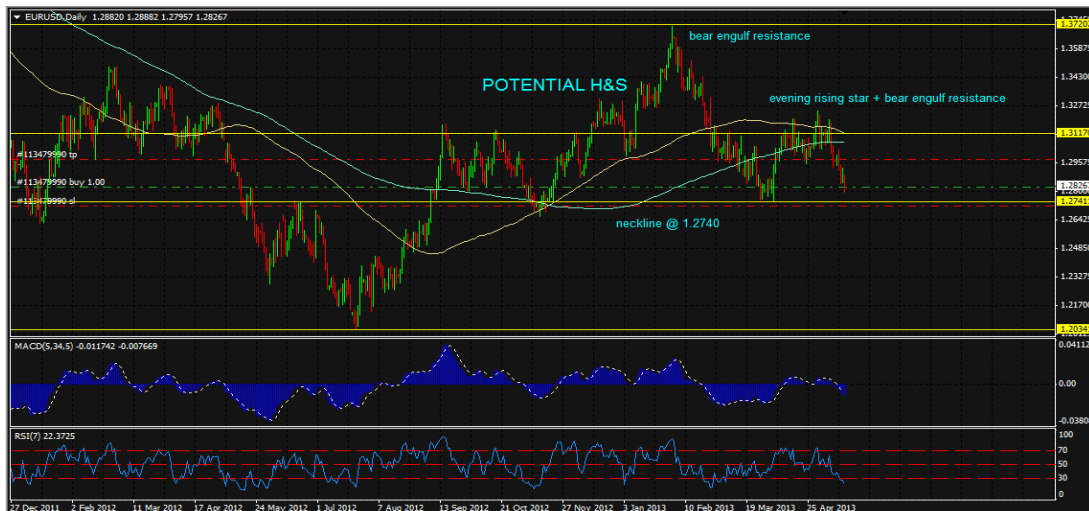 EURUSD,Daily 1.28820 1.28882 1.27957 1.28267
1.37202
bear engulf resistance
1.35875
POTENTIAL H&S
1.34300
evening rising star + bear engulf resistance
1.32725
1.31170
#113479990 tp
1.29575
#113479990 buy 1.00
1.28267
#113479990 sl
1.27411
neckline @ 1.2740
1.26425
1.24850
1.23275
1.21700
1.20341
MACD(5,34,5) -0.011742 -0.007669
0.04112
0.00
-0.0380
RSI(7) 22.3725
100
70
50
30
0
27 Dec 2011 2 Feb 2012 11 Mar 2012 17 Apr 2012 24 May 2012 1 Jul 2012 7 Aug 2012 13 Sep 2012 21 Oct 2012 27 Nov 2012 3 Jan 2013 10 Feb 2013 19 Mar 2013 25 Apr 2013